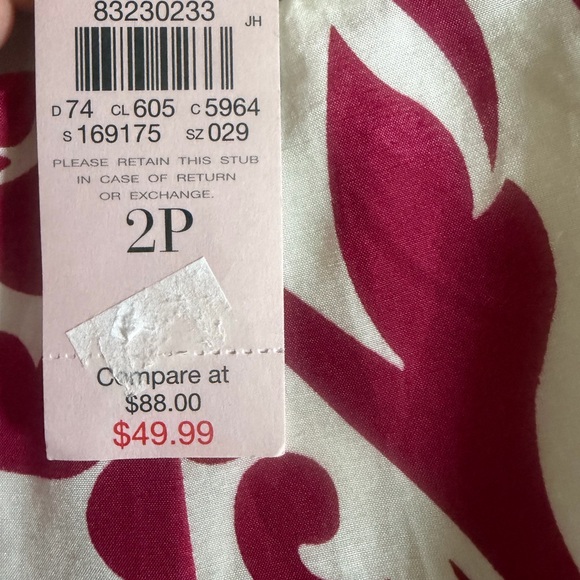 83230233
JH
D 74 CL 605 C 5964
S 169175 SZ 029
PLEASE RETAIN THIS STUB
IN CASE OF RETURN
OR EXCHANGE.
2P
Compare at
$88.00
$49.99